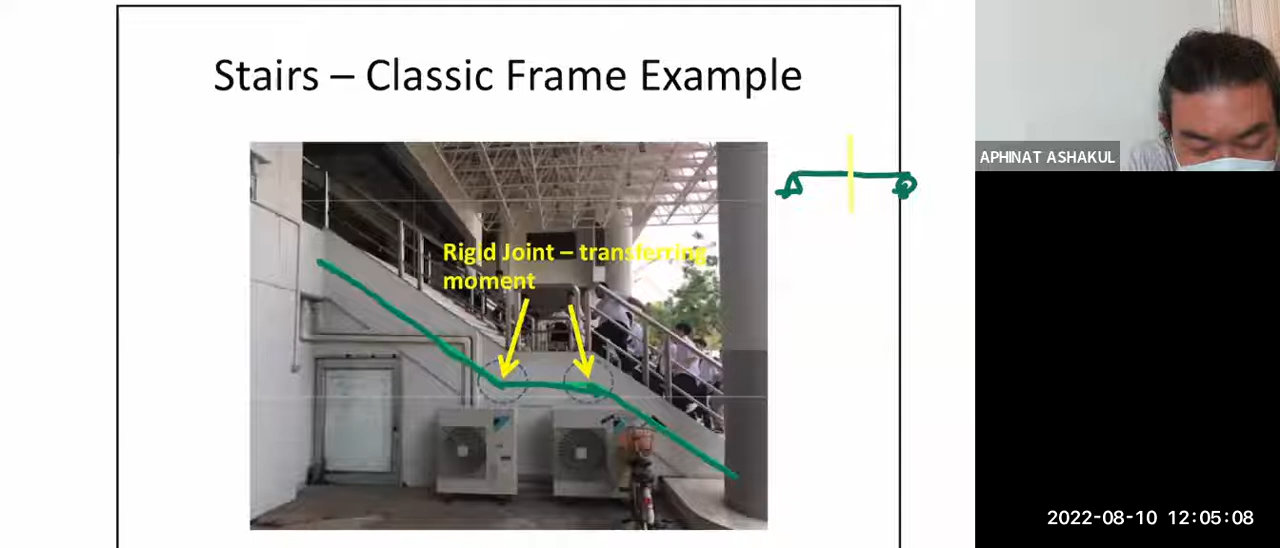 Stairs – Classic Frame Example
APHINAT ASHAKUL
Rigid Joint – transferring
moment
2022-08-10 12:05:08